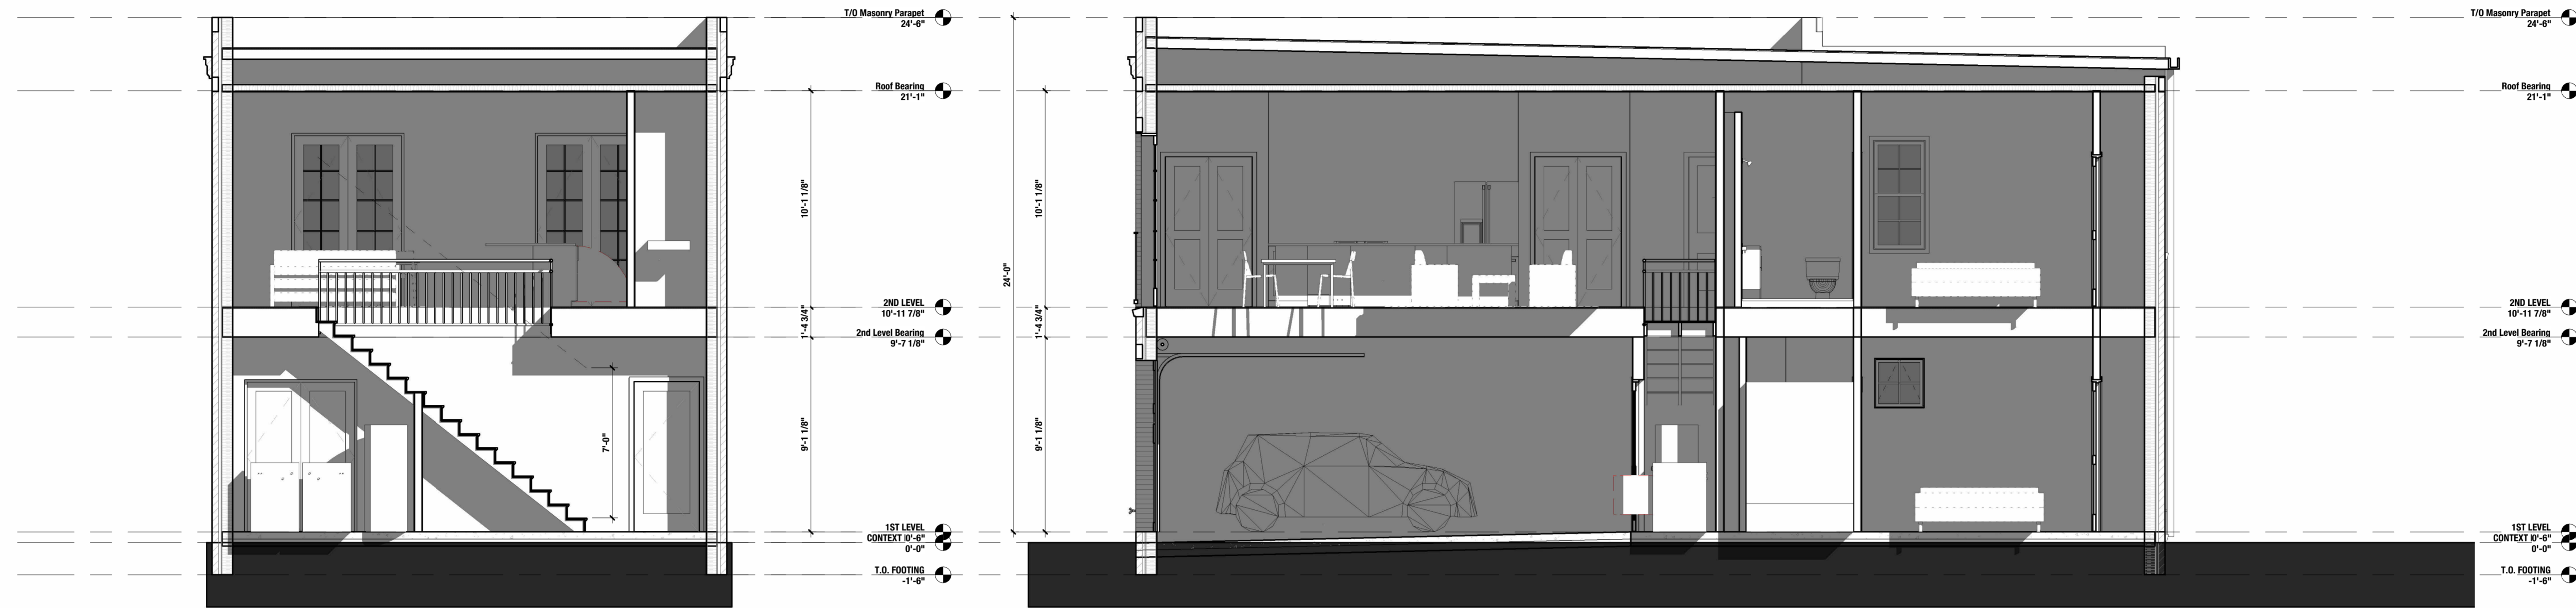 T/O Masonry Parapet
24'-6"
Roof Bearing
21'-1"
10'-1 1/8"
2ND LEVEL
10'-11 7/8"
1'-4 3/4"
2nd Level Bearing
9'-7 1/8"
9'-1 1/8"
7'-0"
1ST LEVEL
CONTEXT 0'-6"
0'-0"
T.O. FOOTING
-1'-6"
24'-0"
10'-1 1/8"
1'-4 3/4"
9'-1 1/8"
T/O Masonry Parapet
24'-6"
Roof Bearing
21'-1"
2ND LEVEL
10'-11 7/8"
2nd Level Bearing
9'-7 1/8"
1ST LEVEL
CONTEXT 0'-6"
0'-0"
T.O. FOOTING
-1'-6"